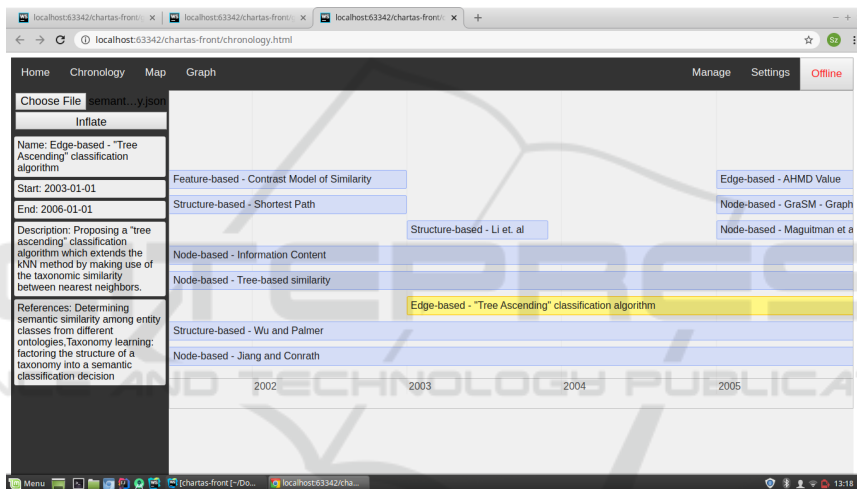 localhost:63342/chartas-front/
localhost:63342/chartas-front/
localhost:63342/chartas-front/c
localhost:63342/chartas-front/chronology.html
Sz
Home Chronology Map Graph Manage Settings Offline
Choose File semant…y.json
Inflate
Name: Edge-based - "Tree
Ascending" classification
algorithm
Start: 2003-01-01
End: 2006-01-01
Description: Proposing a "tree
ascending" classification
algorithm which extends the
kNN method by making use of
the taxonomic similarity
between nearest neighbors.
References: Determining
semantic similarity among entity
classes from different
ontologies,Taxonomy learning:
factoring the structure of a
taxonomy into a semantic
classification decision
Feature-based - Contrast Model of Similarity
Edge-based - AHMD Value
Structure-based - Shortest Path
Node-based - GraSM - Graph
Structure-based - Li et. al
Node-based - Maguitman et a
Node-based - Information Content
Node-based - Tree-based similarity
Edge-based - "Tree Ascending" classification algorithm
Structure-based - Wu and Palmer
Node-based - Jiang and Conrath
2002 2003 2004 2005
Menu [chartas-front [~/Do... localhost:63342/cha... 13:18